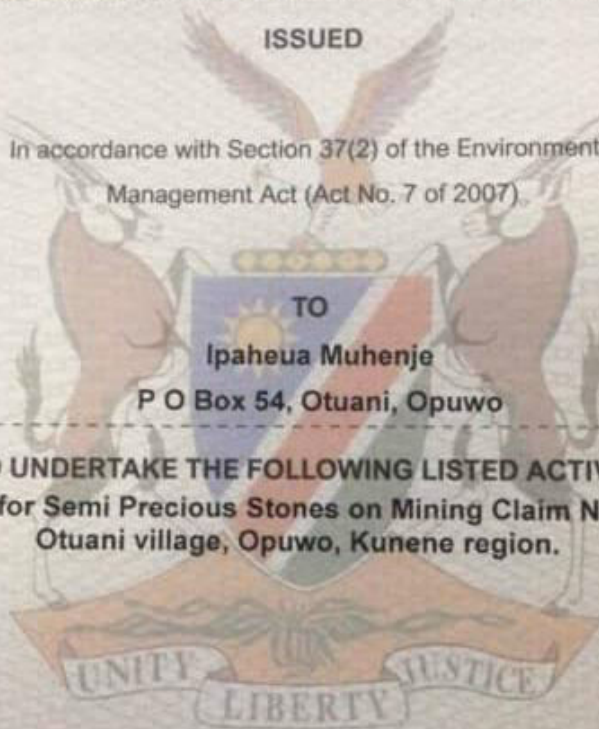 ISSUED
In accordance with Section 37(2) of the Environment
Management Act (Act No. 7 of 2007)
TO
Ipaheua Muhenje
P O Box 54, Otuani, Opuwo
UNDERTAKE THE FOLLOWING LISTED ACTIV
for Semi Precious Stones on Mining Claim N
Otuani village, Opuwo, Kunene region.
UNITY
LIBERTY
JUSTICE